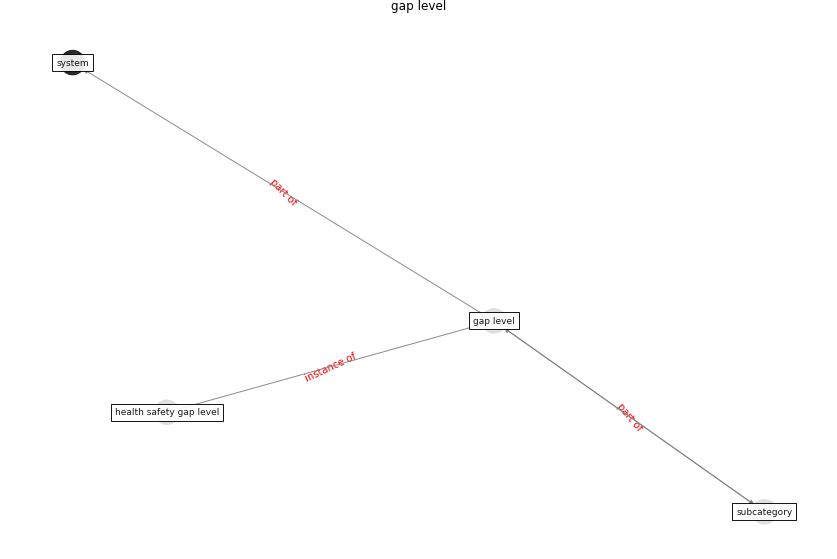 gap level
system
part of
gap level
instance of
health safety gap level
part of
subcategory